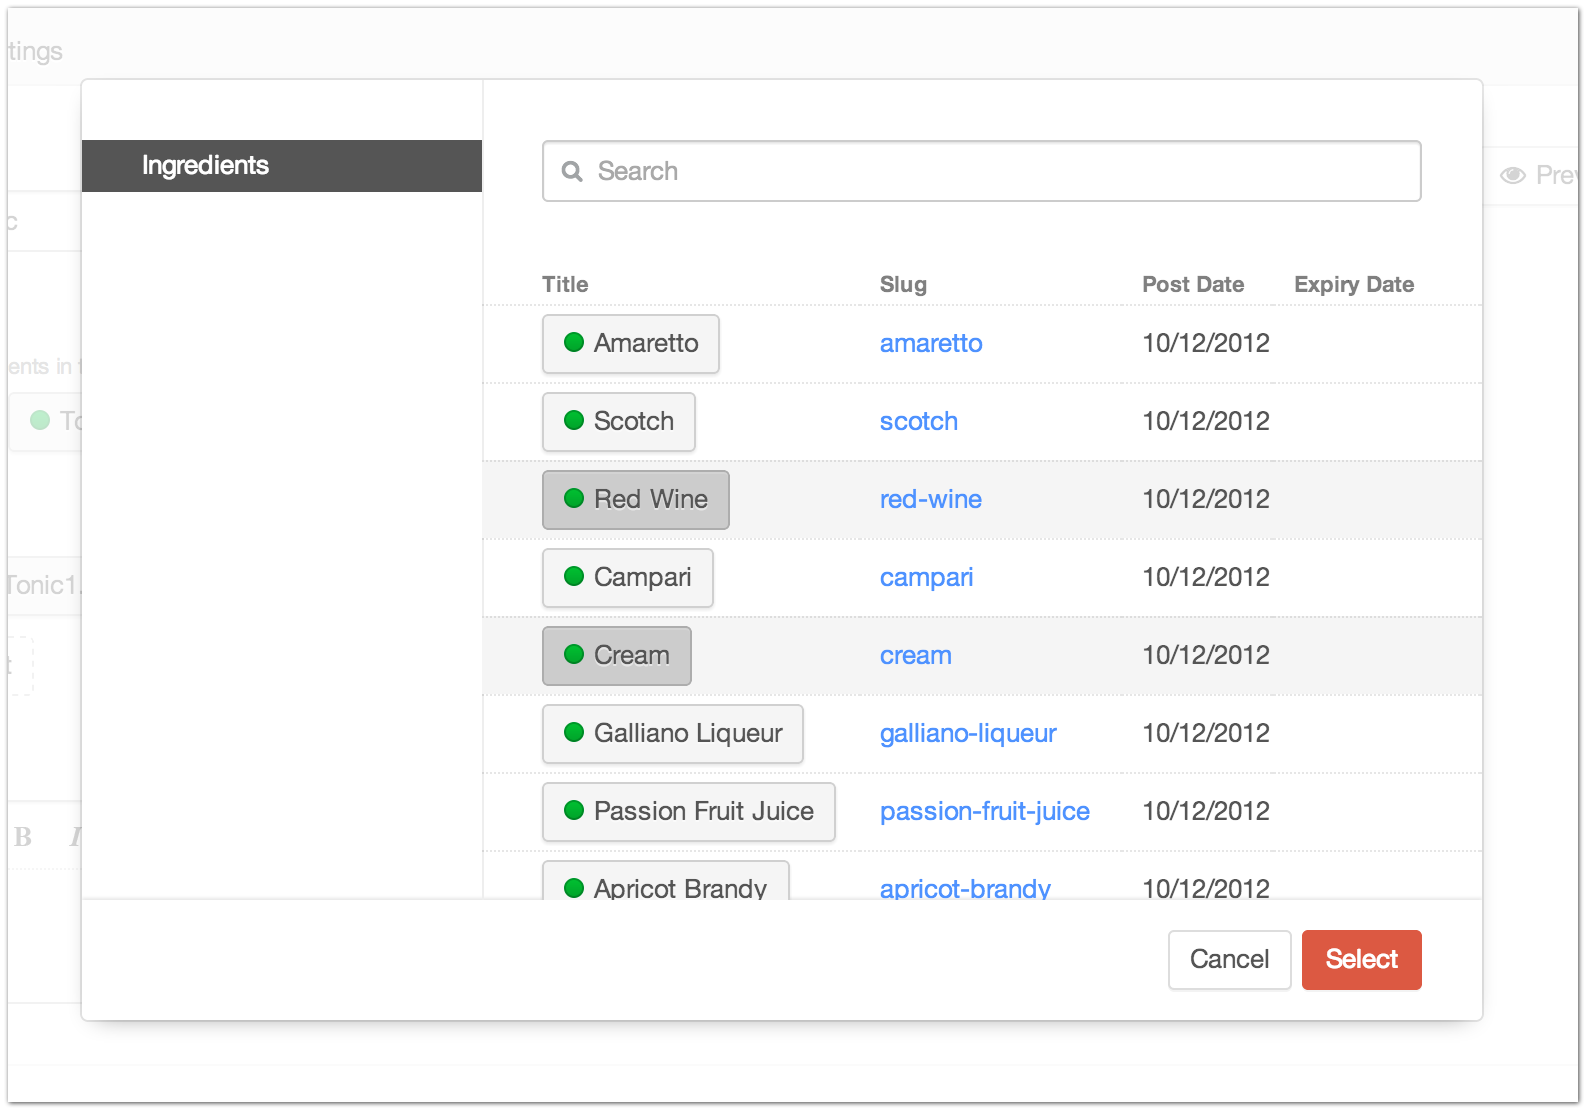 tings
Ingredients
Search
Prev
c
Title Slug Post Date Expiry Date
Amaretto amaretto 10/12/2012
ents in
Scotch scotch 10/12/2012
Red Wine red-wine 10/12/2012
Campari campari 10/12/2012
Tonic1.
Cream cream 10/12/2012
Galliano Liqueur galliano-liqueur 10/12/2012
Passion Fruit Juice passion-fruit-juice 10/12/2012
B I
Apricot Brandy apricot-brandy 10/12/2012
Cancel Select